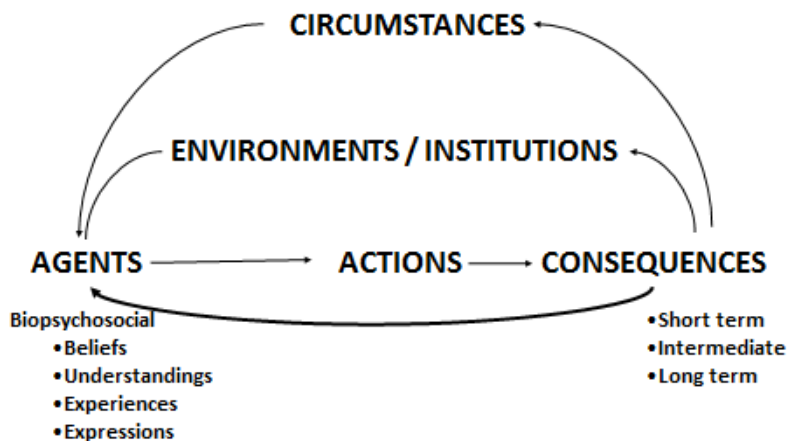 CIRCUMSTANCES
ENVIRONMENTS / INSTITUTIONS
AGENTS
ACTIONS
CONSEQUENCES
Biopsychosocial
•Beliefs
•Understandings
•Experiences
•Expressions
•Short term
•Intermediate
•Long term